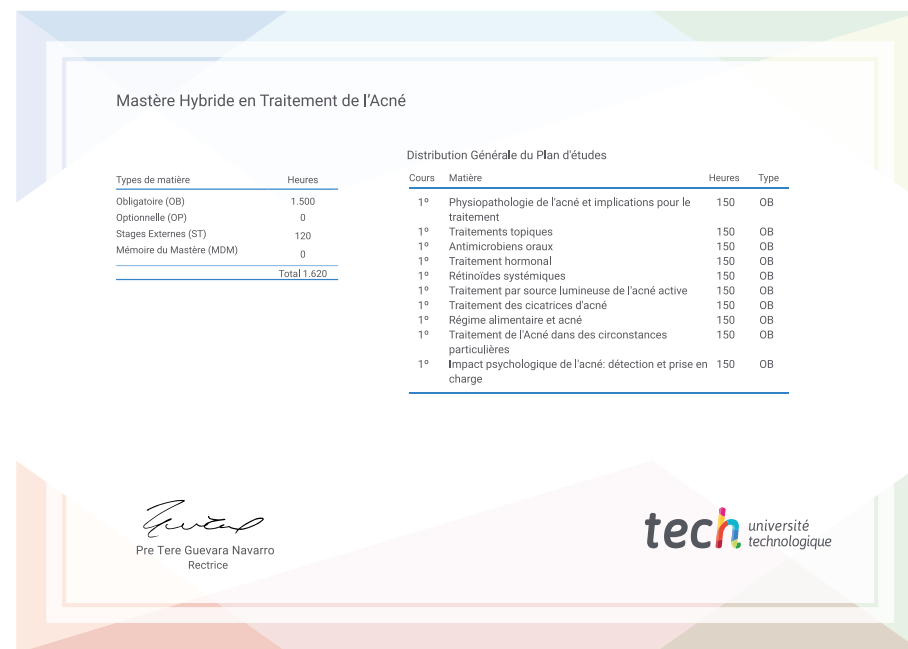 Mastère Hybride en Traitement de l'Acné
Types de matière Heures
Obligatoire (OB) 1.500
Optionnelle (OP) 0
Stages Externes (ST) 120
Mémoire du Mastère (MDM) 0
Total 1.620
Distribution Générale du Plan d'études
Cours Matière Heures Type
1º Physiopathologie de l'acné et implications pour le 150 OB
traitement
1º Traitements topiques 150 OB
1º Antimicrobiens oraux 150 OB
1º Traitement hormonal 150 OB
1º Rétinoïdes systémiques 150 OB
1º Traitement par source lumineuse de l'acné active 150 OB
1º Traitement des cicatrices d'acné 150 OB
1º Régime alimentaire et acné 150 OB
1º Traitement de l'Acné dans des circonstances 150 OB
particulières
1º Impact psychologique de l'acné: détection et prise en 150 OB
charge
Pre Tere Guevara Navarro
Rectrice
tech université
technologique